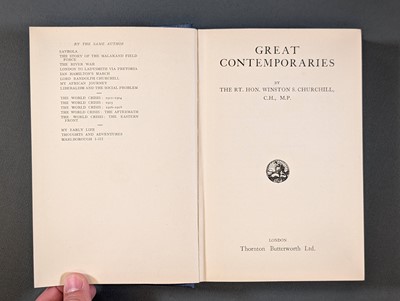 BY THE SAME AUTHOR
SAVROLA
THE STORY OF THE MALAKAND FIELD
FORCE
THE RIVER WAR
LONDON TO LADYSMITH VIA PRETORIA
IAN HAMILTON'S MARCH
LORD RANDOLPH CHURCHILL
MY AFRICAN JOURNEY
LIBERALISM AND THE SOCIAL PROBLEM
THE WORLD CRISIS: 1911-1914
THE WORLD CRISIS: 1915
THE WORLD CRISIS: 1916-1918
THE WORLD CRISIS: THE AFTERMATH
THE WORLD CRISIS: THE EASTERN
FRONT
MY EARLY LIFE
THOUGHTS AND ADVENTURES
MARLBOROUGH I-III
GREAT
CONTEMPORARIES
BY
THE RT. HON. WINSTON S. CHURCHILL,
C.H., M.P.
LONDON
Thornton Butterworth Ltd.